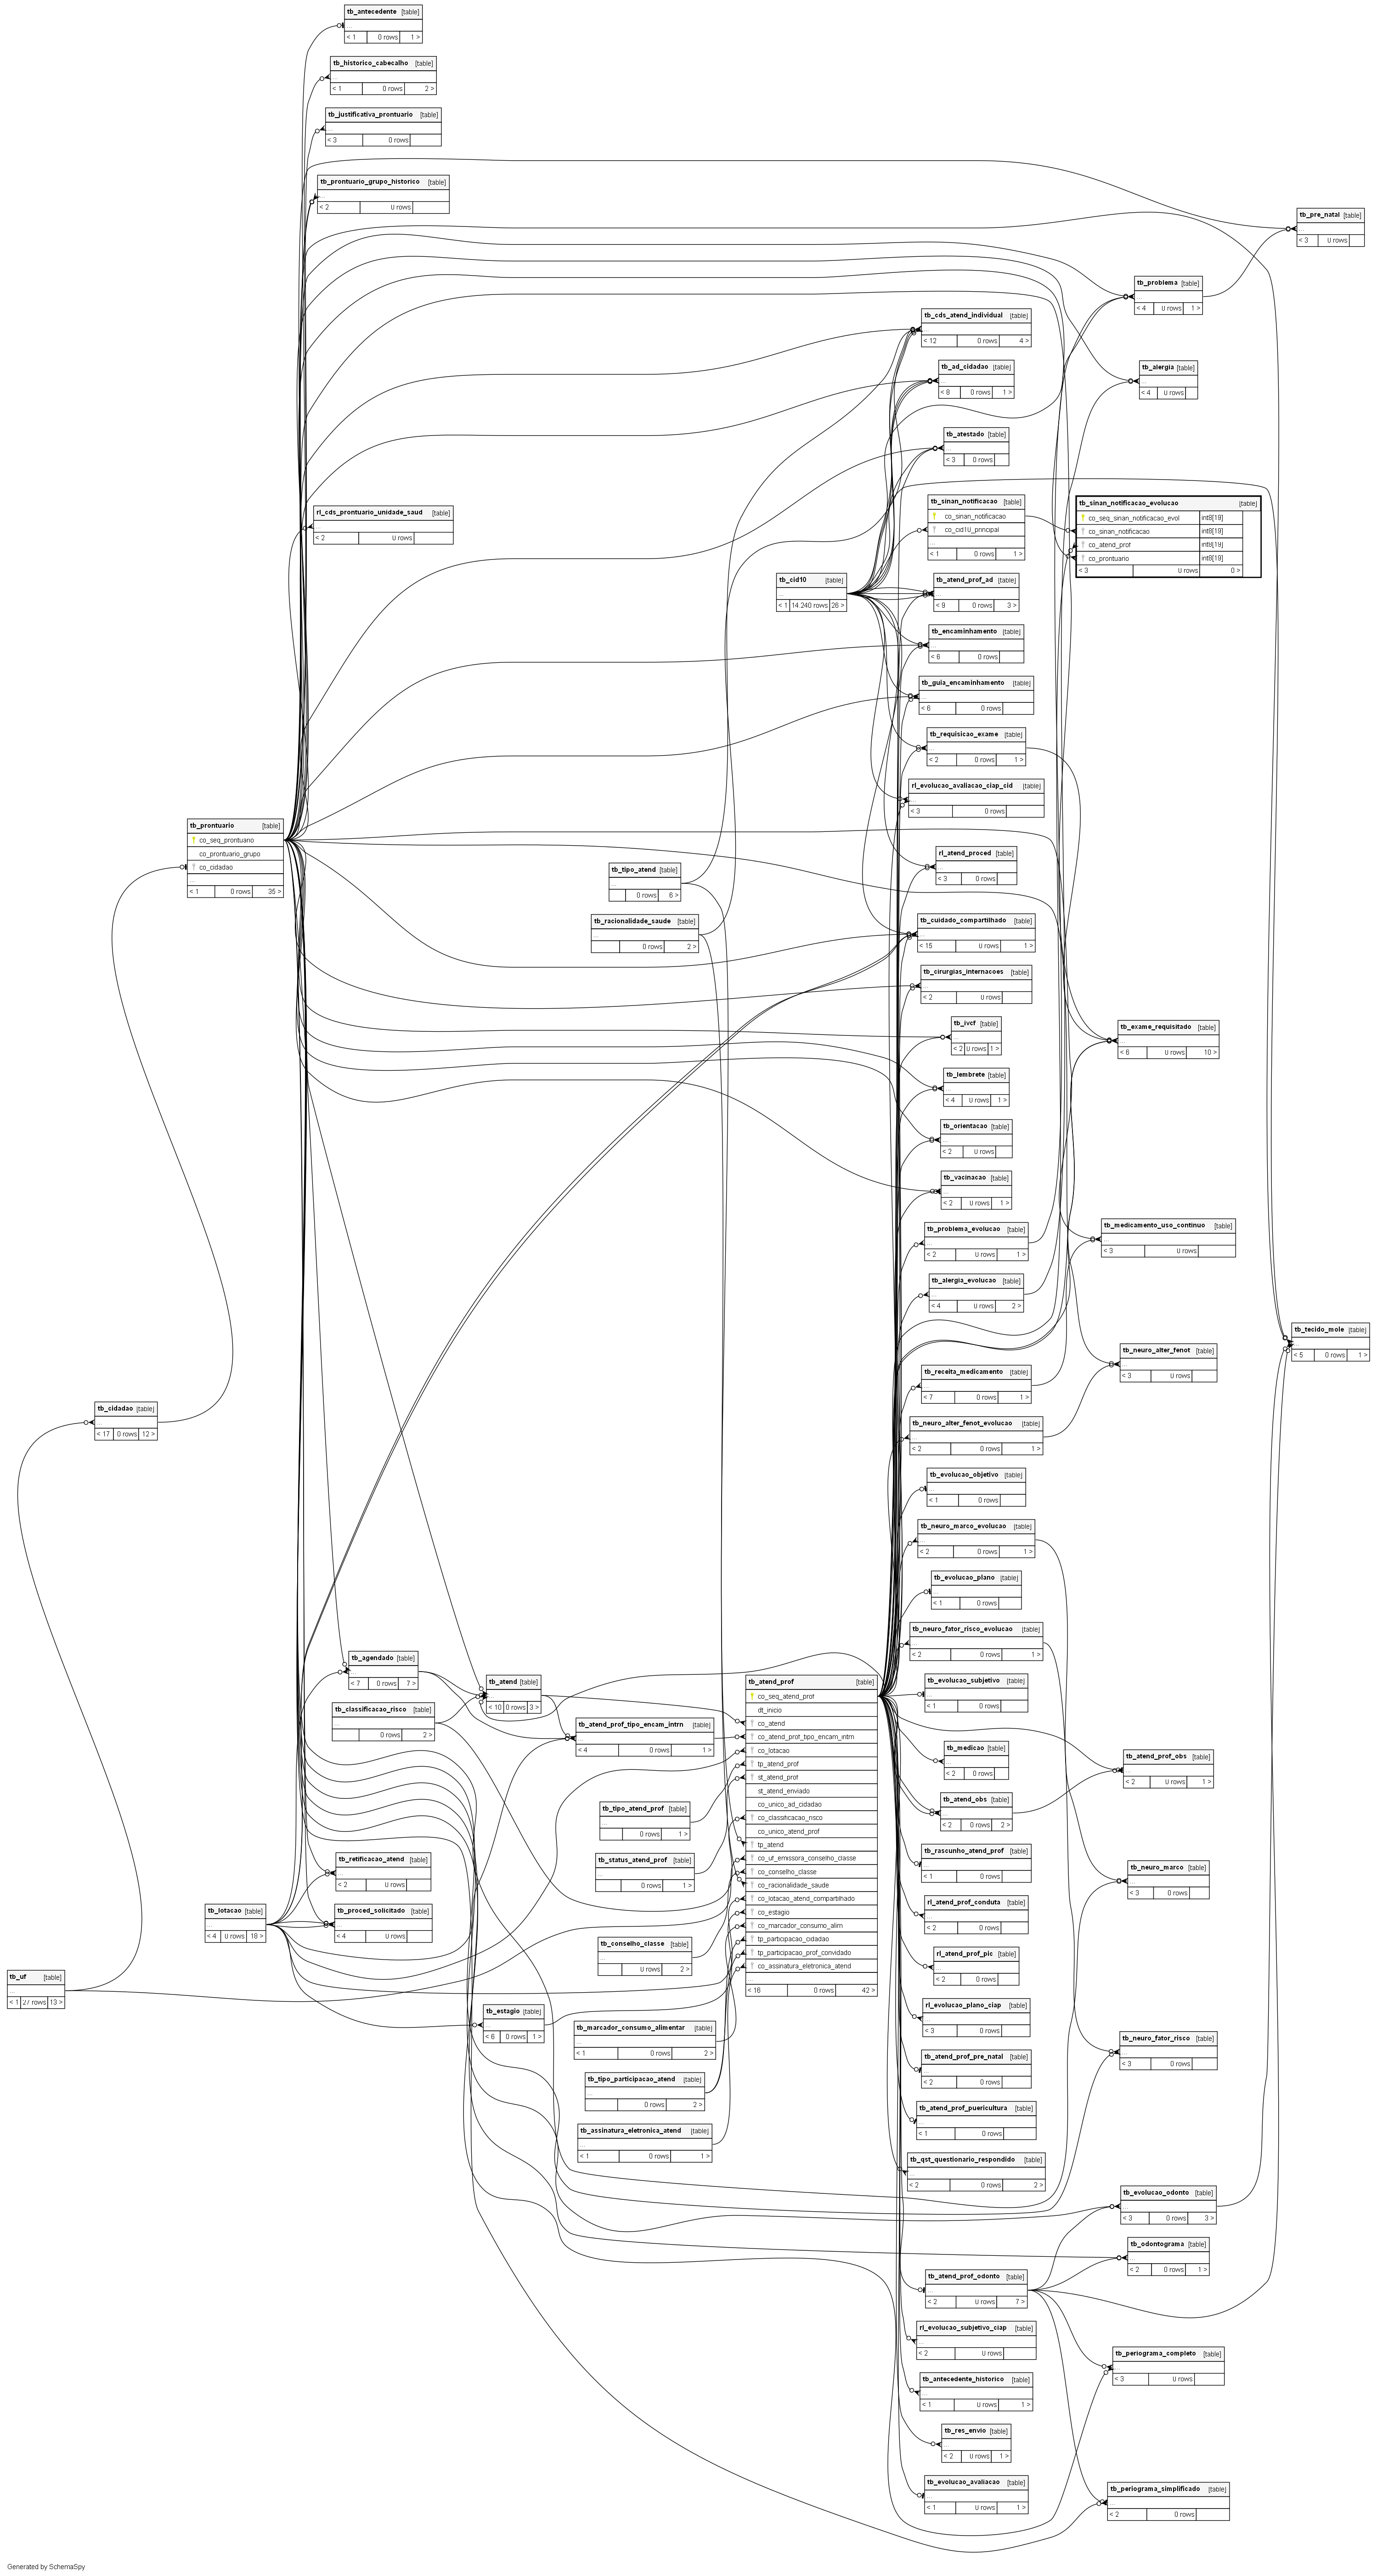 tb_antecedente [table]
...
< 1 0 rows 1 >
tb_historico_cabecalho [table]
...
< 1 0 rows 2 >
tb_justificativa_prontuario [table]
...
< 3 0 rows
tb_prontuario_grupo_historico [table]
...
< 2 0 rows
tb_pre_natal [table]
...
< 3 0 rows
tb_problema [table]
...
< 4 0 rows 1 >
tb_cds_atend_individual [table]
...
< 12 0 rows 4 >
tb_ad_cidadao [table]
...
< 8 0 rows 1 >
tb_alergia [table]
...
< 4 0 rows
tb_atestado [table]
...
< 3 0 rows
rl_cds_prontuario_unidade_saud [table]
...
< 2 0 rows
tb_sinan_notificacao [table]
co_sinan_notificacao
co_cid10_principal
...
< 1 0 rows 1 >
tb_sinan_notificacao_evolucao [table]
co_seq_sinan_notificacao_evol int8[19]
co_sinan_notificacao int8[19]
co_atend_prof int8[19]
co_prontuario int8[19]
< 3 0 rows 0 >
tb_cid10 [table]
...
< 1 14.240 rows 26 >
tb_atend_prof_ad [table]
...
< 9 0 rows 3 >
tb_encaminhamento [table]
...
< 6 0 rows
tb_guia_encaminhamento [table]
...
< 6 0 rows
tb_requisicao_exame [table]
...
< 2 0 rows 1 >
rl_evolucao_avaliacao_ciap_cid [table]
...
< 3 0 rows
tb_prontuario [table]
co_seq_prontuario
co_prontuario_grupo
co_cidadao
...
< 1 0 rows 35 >
rl_atend_proced [table]
...
< 3 0 rows
tb_tipo_atend [table]
...
0 rows 6 >
tb_racionalidade_saude [table]
...
0 rows 2 >
tb_cuidado_compartilhado [table]
...
< 15 0 rows 1 >
tb_cirurgias_internacoes [table]
...
< 2 0 rows
tb_ivcf [table]
...
< 2 0 rows 1 >
tb_exame_requisitado [table]
...
< 6 0 rows 10 >
tb_lembrete [table]
...
< 4 0 rows 1 >
tb_orientacao [table]
...
< 2 0 rows
tb_vacinacao [table]
...
< 2 0 rows 1 >
tb_problema_evolucao [table]
...
< 2 0 rows 1 >
tb_medicamento_uso_continuo [table]
...
< 3 0 rows
tb_alergia_evolucao [table]
...
< 4 0 rows 2 >
tb_tecido_mole [table]
...
< 5 0 rows 1 >
tb_neuro_alter_fenot [table]
...
< 3 0 rows
tb_receita_medicamento [table]
...
< 7 0 rows 1 >
tb_cidadao [table]
...
< 17 0 rows 12 >
tb_neuro_alter_fenot_evolucao [table]
...
< 2 0 rows 1 >
tb_evolucao_objetivo [table]
...
< 1 0 rows
tb_neuro_marco_evolucao [table]
...
< 2 0 rows 1 >
tb_evolucao_plano [table]
...
< 1 0 rows
tb_neuro_fator_risco_evolucao [table]
...
< 2 0 rows 1 >
tb_agendado [table]
...
< 7 0 rows 7 >
tb_atend [table]
...
< 10 0 rows 3 >
tb_classificacao_risco [table]
...
0 rows 2 >
tb_atend_prof_tipo_encam_intrn [table]
...
< 4 0 rows 1 >
tb_atend_prof [table]
co_seq_atend_prof
dt_inicio
co_atend
co_atend_prof_tipo_encam_intrn
co_lotacao
tp_atend_prof
st_atend_prof
st_atend_enviado
co_unico_ad_cidadao
co_classificacao_risco
co_unico_atend_prof
tp_atend
co_uf_emissora_conselho_classe
co_conselho_classe
co_racionalidade_saude
co_lotacao_atend_compartilhado
co_estagio
co_marcador_consumo_alim
tp_participacao_cidadao
tp_participacao_prof_convidado
co_assinatura_eletronica_atend
...
< 16 0 rows 42 >
tb_evolucao_subjetivo [table]
...
< 1 0 rows
tb_medicao [table]
...
< 2 0 rows
tb_atend_prof_obs [table]
...
< 2 0 rows 1 >
tb_atend_obs [table]
...
< 2 0 rows 2 >
tb_tipo_atend_prof [table]
...
0 rows 1 >
tb_status_atend_prof [table]
...
0 rows 1 >
tb_rascunho_atend_prof [table]
...
< 1 0 rows
tb_retificacao_atend [table]
...
< 2 0 rows
tb_neuro_marco [table]
...
< 3 0 rows
rl_atend_prof_conduta [table]
...
< 2 0 rows
tb_lotacao [table]
...
< 4 0 rows 18 >
tb_proced_solicitado [table]
...
< 4 0 rows
tb_conselho_classe [table]
...
0 rows 2 >
rl_atend_prof_pic [table]
...
< 2 0 rows
tb_uf [table]
...
< 1 27 rows 13 >
tb_estagio [table]
...
< 6 0 rows 1 >
rl_evolucao_plano_ciap [table]
...
< 3 0 rows
tb_marcador_consumo_alimentar [table]
...
< 1 0 rows 2 >
tb_neuro_fator_risco [table]
...
< 3 0 rows
tb_atend_prof_pre_natal [table]
...
< 2 0 rows
tb_tipo_participacao_atend [table]
...
0 rows 2 >
tb_atend_prof_puericultura [table]
...
< 1 0 rows
tb_assinatura_eletronica_atend [table]
...
< 1 0 rows 1 >
tb_qst_questionario_respondido [table]
...
< 2 0 rows 2 >
tb_evolucao_odonto [table]
...
< 3 0 rows 3 >
tb_odontograma [table]
...
< 2 0 rows 1 >
tb_atend_prof_odonto [table]
...
< 2 0 rows 7 >
rl_evolucao_subjetivo_ciap [table]
...
< 2 0 rows
tb_periograma_completo [table]
...
< 3 0 rows
tb_antecedente_historico [table]
...
< 1 0 rows 1 >
tb_res_envio [table]
...
< 2 0 rows 1 >
tb_evolucao_avaliacao [table]
...
< 1 0 rows 1 >
tb_periograma_simplificado [table]
...
< 2 0 rows
Generated by SchemaSpy